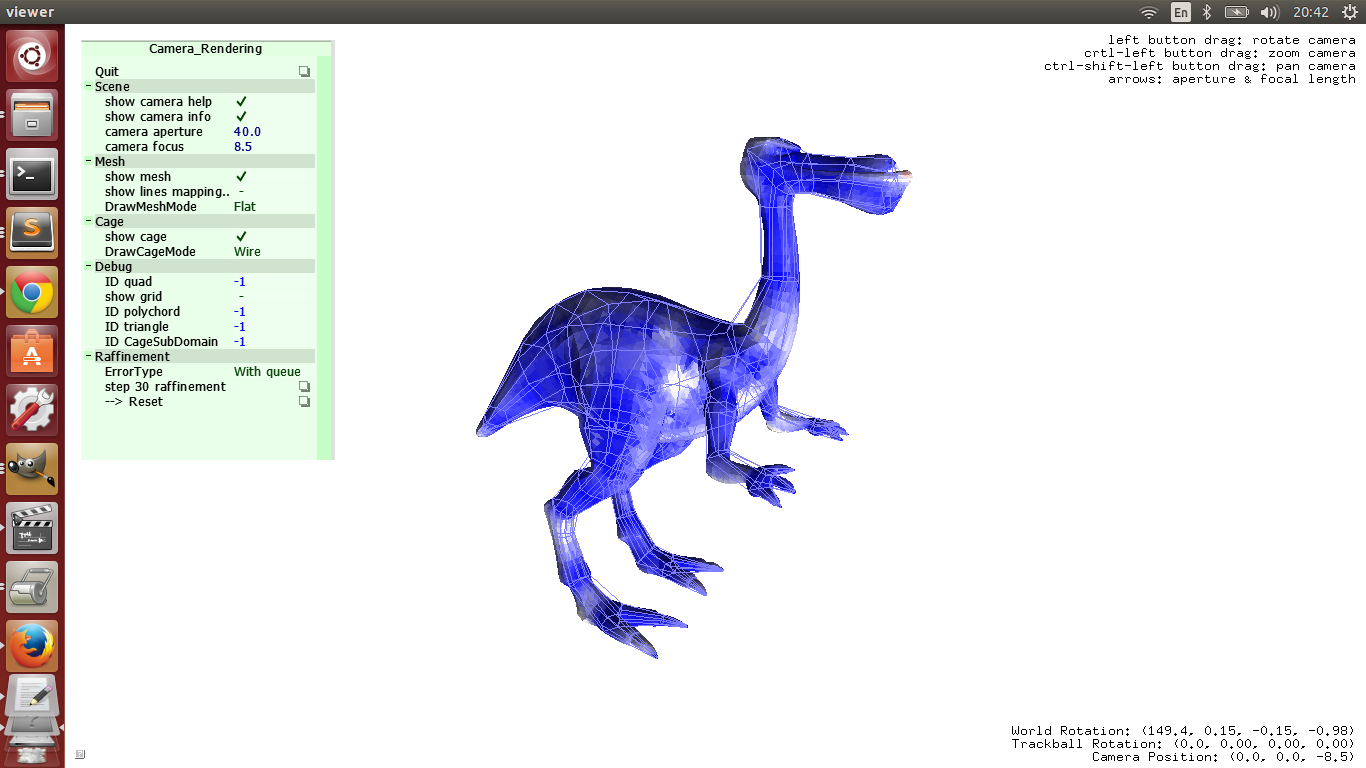 viewer
En
20:42
Camera_Rendering
Quit
Scene
show camera help
show camera info
camera aperture 40.0
camera focus 8.5
Mesh
show mesh
show lines mapping.. -
DrawMeshMode Flat
Cage
show cage
DrawCageMode Wire
Debug
ID quad -1
show grid -
ID polychord -1
ID triangle -1
ID CageSubDomain -1
Raffinement
ErrorType With queue
step 30 raffinement
--> Reset
left button drag: rotate camera
crtl-left button drag: zoom camera
ctrl-shift-left button drag: pan camera
arrows: aperture & focal length
World Rotation: (149.4, 0.15, -0.15, -0.98)
Trackball Rotation: (0.0, 0.00, 0.00, 0.00)
Camera Position: (0.0, 0.0, -8.5)